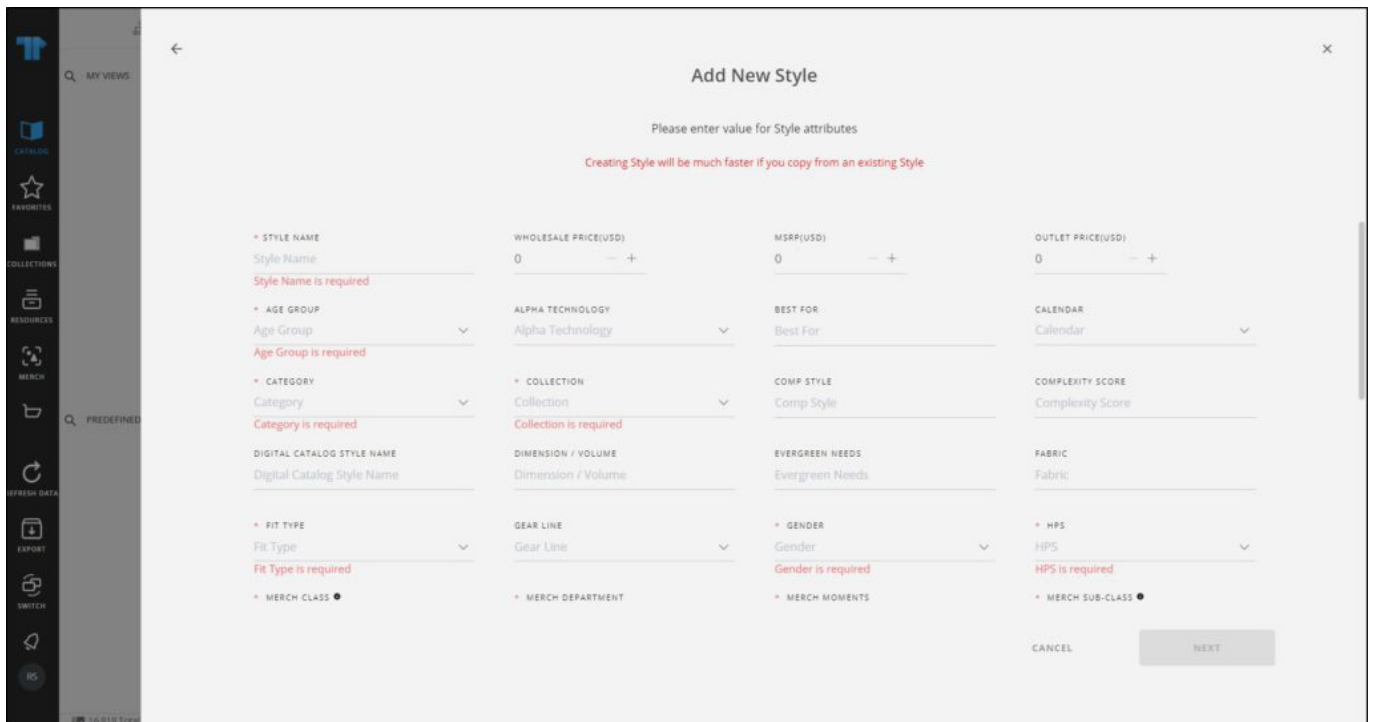 MY VIEWS
CATALOG
FAVORITES
COLLECTIONS
RESOURCES
MERCH
PREDEFINED
REFRESH DATA
EXPORT
SWITCH
RS
Add New Style
Please enter value for Style attributes
Creating Style will be much faster if you copy from an existing Style
* STYLE NAME WHOLESALE PRICE(USD) MSRP(USD) OUTLET PRICE(USD)
Style Name 0 − + 0 − + 0 − +
Style Name is required
* AGE GROUP ALPHA TECHNOLOGY BEST FOR CALENDAR
Age Group Alpha Technology Best For Calendar
Age Group is required
* CATEGORY * COLLECTION COMP STYLE COMPLEXITY SCORE
Category Collection Comp Style Complexity Score
Category is required Collection is required
DIGITAL CATALOG STYLE NAME DIMENSION / VOLUME EVERGREEN NEEDS FABRIC
Digital Catalog Style Name Dimension / Volume Evergreen Needs Fabric
* FIT TYPE GEAR LINE * GENDER * HPS
Fit Type Gear Line Gender HPS
Fit Type is required Gender is required HPS is required
* MERCH CLASS * MERCH DEPARTMENT * MERCH MOMENTS * MERCH SUB-CLASS
CANCEL NEXT